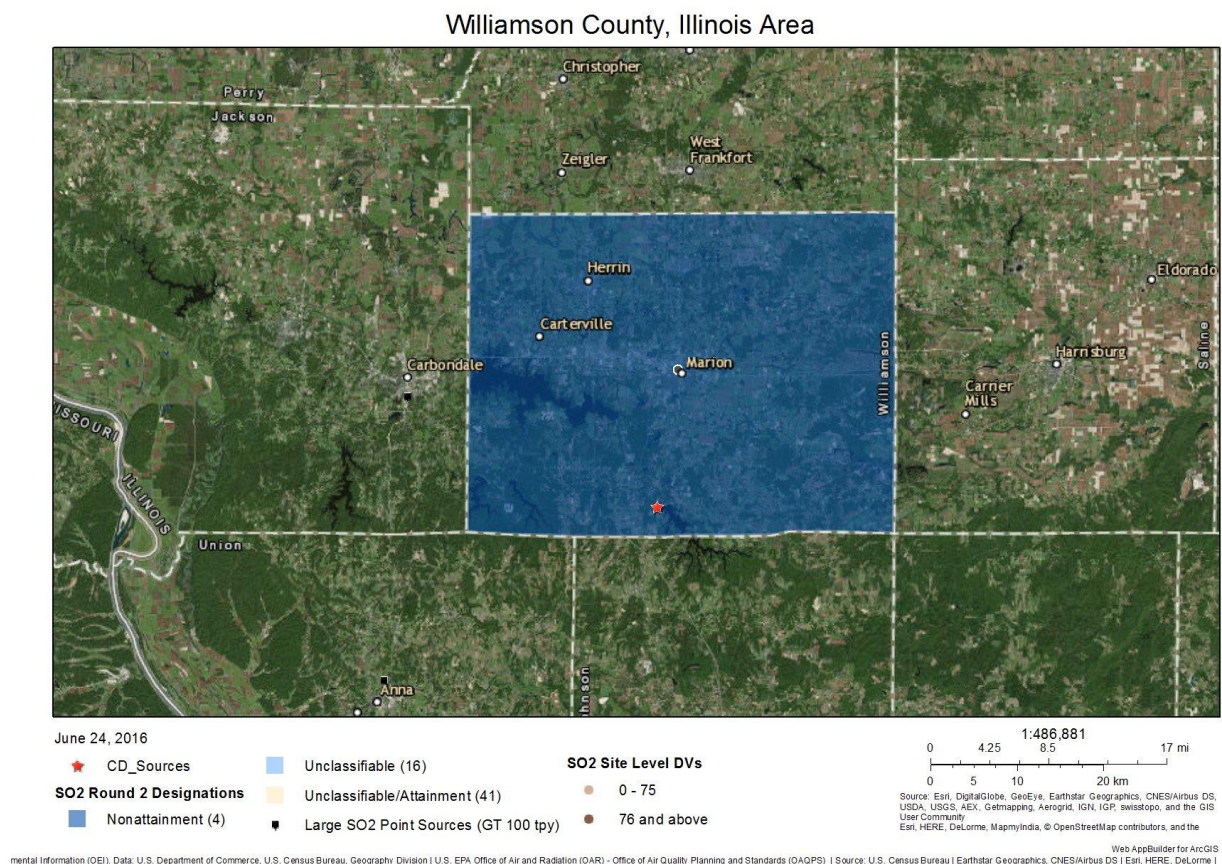 Williamson County, Illinois Area
Christopher
Perry
Jackson
West
Frankfort
Zeigler
Herrin
Eldorado
Carterville
Carbondale
Marion
Harrisburg
Saline
Williamson
Carner
Mills
ISSOURI
ILLINOIS
Union
Anna
hnson
June 24, 2016
CD_Sources
SO2 Round 2 Designations
Nonattainment (4)
Unclassifiable (16)
Unclassifiable/Attainment (41)
Large SO2 Point Sources (GT 100 tpy)
SO2 Site Level DVs
0 - 75
76 and above
1:486,881
0 4.25 8.5 17 mi
0 5 10 20 km
Source: Esri, DigitalGlobe, GeoEye, Earthstar Geographics, CNES/Airbus DS,
USDA, USGS, AEX, Getmapping, Aerogrid, IGN, IGP, swisstopo, and the GIS
User Community
Esri, HERE, DeLorme, MapmyIndia, © OpenStreetMap contributors, and the
Web AppBuilder for ArcGIS
mental Information (OEI), Data: U.S. Department of Commerce, U.S. Census Bureau, Geography Division | U.S. EPA Office of Air and Radiation (OAR) - Office of Air Quality Planning and Standards (OAQPS) | Source: U.S. Census Bureau | Earthstar Geographics, CNES/Airbus DS | Esri, HERE, DeLorme |